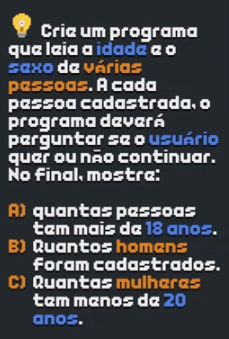 Crie um programa
que leia a idade e o
sexo de várias
pessoas. A cada
pessoa cadastrada, o
programa deverá
perguntar se o usuário
quer ou não continuar.
No final, mostre:
A) quantas pessoas
tem mais de 18 anos.
B) Quantos homens
foram cadastrados.
C) Quantas mulheres
tem menos de 20
anos.